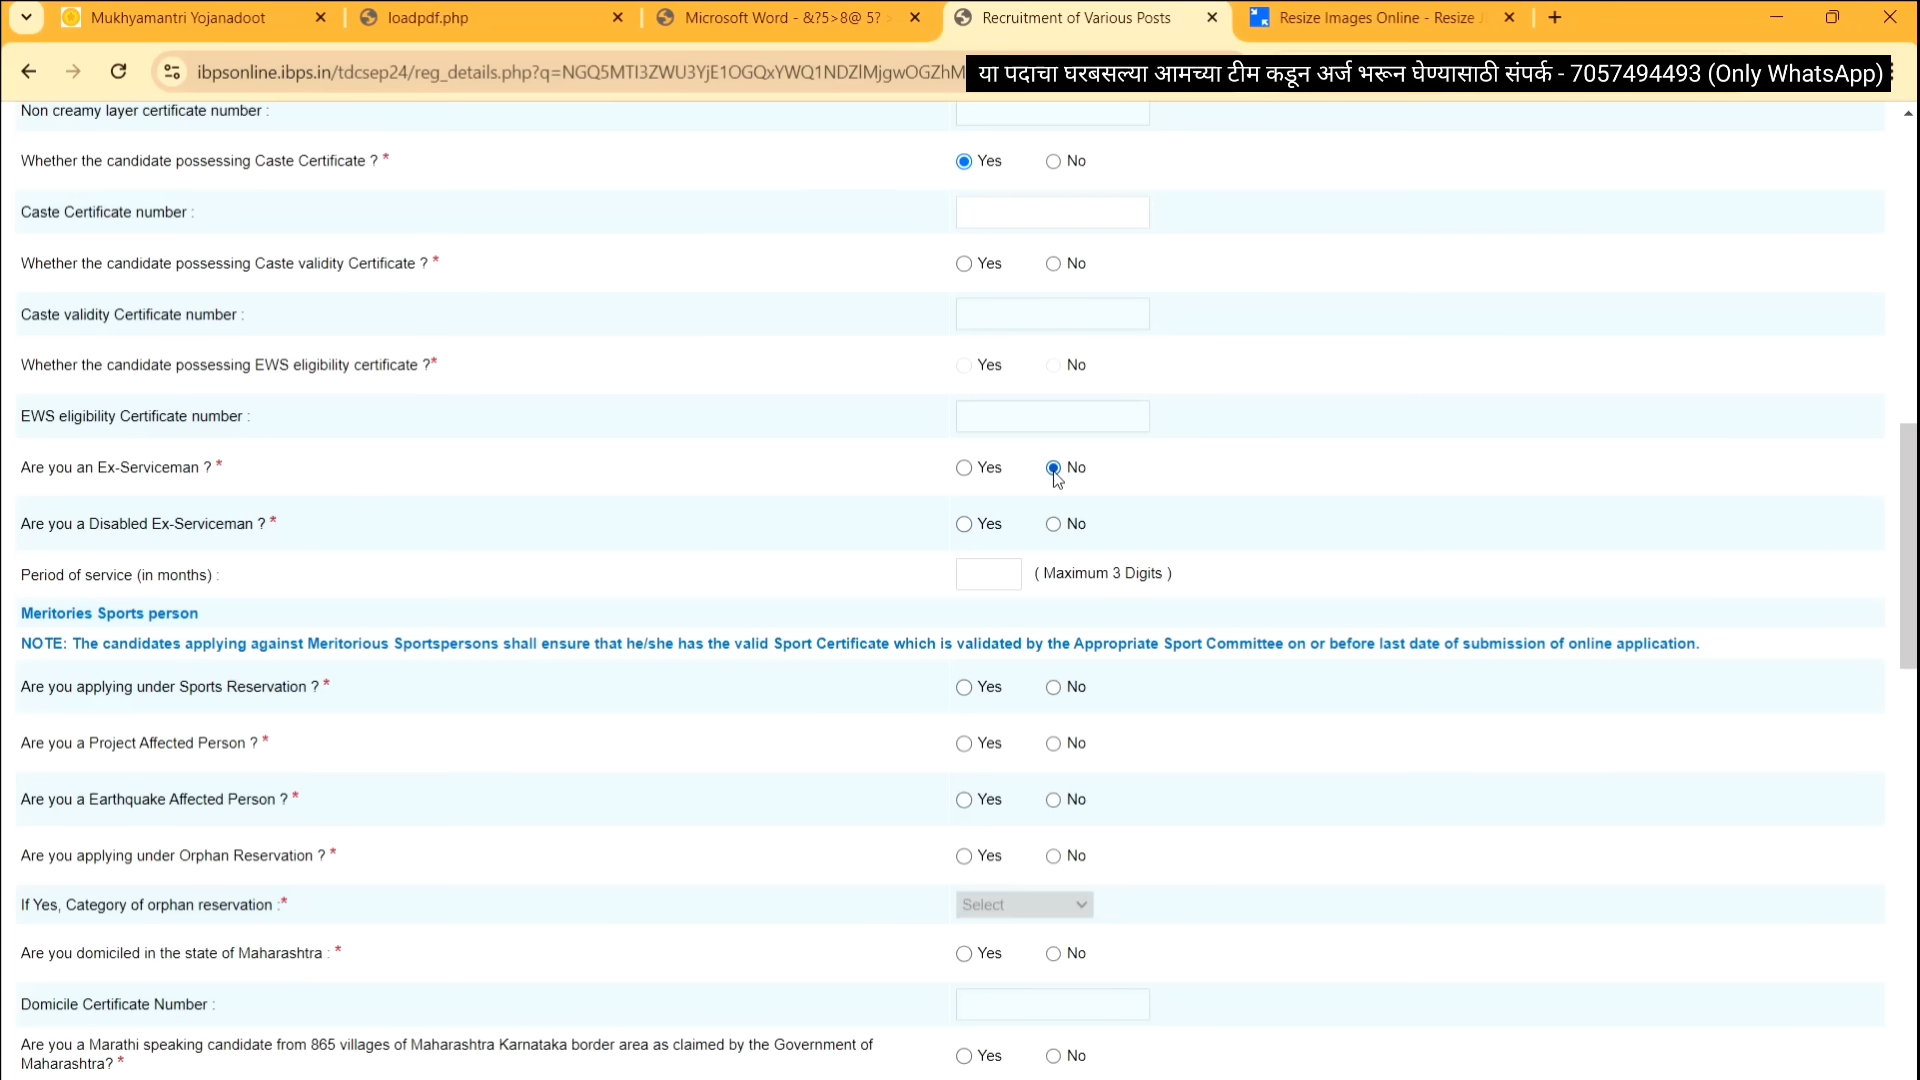 Mukhyamantri Yojanadoot
loadpdf.php
Microsoft Word - &?5>8@ 5?
Recruitment of Various Posts
Resize Images Online - Resize
ibpsonline.ibps.in/tdcsep24/reg_details.php?q=NGQ5MTI3ZWU3YjE1OGQxYWQ1NDZlMjgwOGZhM
या पदाचा घरबसल्या आमच्या टीम कडून अर्ज भरून घेण्यासाठी संपर्क - 7057494493 (Only WhatsApp)
Non creamy layer certificate number :
Whether the candidate possessing Caste Certificate ? * Yes No
Caste Certificate number :
Whether the candidate possessing Caste validity Certificate ? * Yes No
Caste validity Certificate number :
Whether the candidate possessing EWS eligibility certificate ?* Yes No
EWS eligibility Certificate number :
Are you an Ex-Serviceman ? * Yes No
Are you a Disabled Ex-Serviceman ? * Yes No
Period of service (in months) : ( Maximum 3 Digits )
Meritories Sports person
NOTE: The candidates applying against Meritorious Sportspersons shall ensure that he/she has the valid Sport Certificate which is validated by the Appropriate Sport Committee on or before last date of submission of online application.
Are you applying under Sports Reservation ? * Yes No
Are you a Project Affected Person ? * Yes No
Are you a Earthquake Affected Person ? * Yes No
Are you applying under Orphan Reservation ? * Yes No
If Yes, Category of orphan reservation :* Select
Are you domiciled in the state of Maharashtra : * Yes No
Domicile Certificate Number :
Are you a Marathi speaking candidate from 865 villages of Maharashtra Karnataka border area as claimed by the Government of
Maharashtra? * Yes No